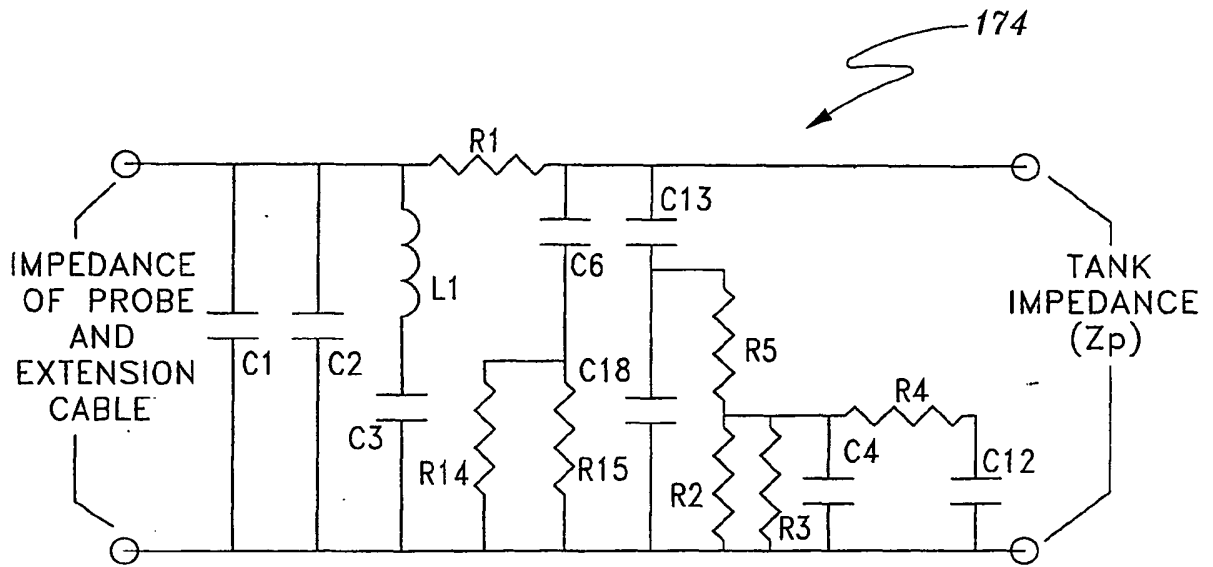 174
R1
C13
IMPEDANCE
OF PROBE
AND
EXTENSION
CABLE
C6
TANK
IMPEDANCE
(Zp)
L1
C1
C2
R5
C18
R4
C3
R14
R15
C4
C12
R2
R3